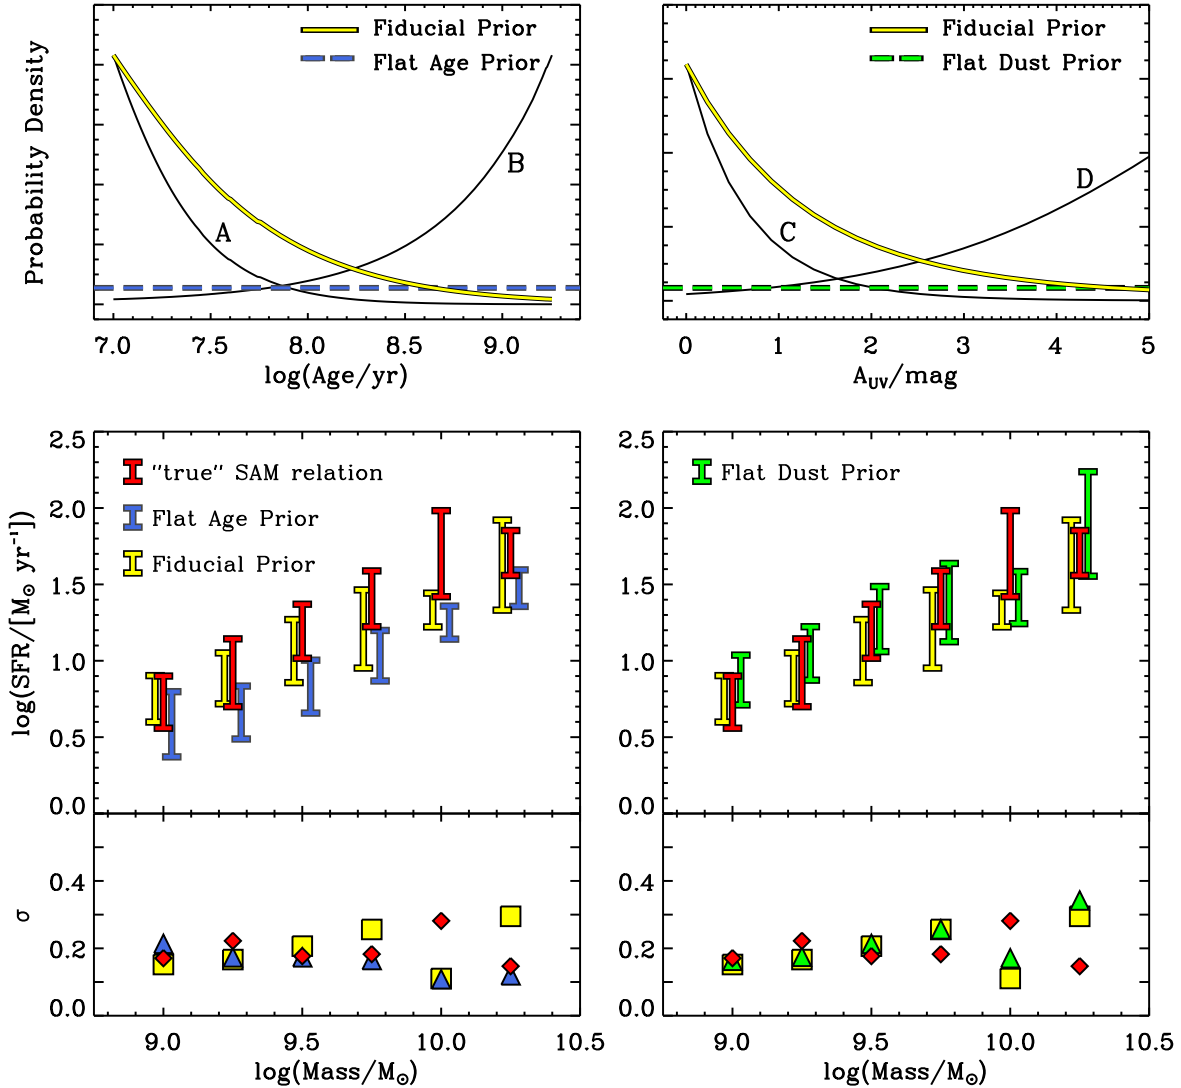 Probability Density
Fiducial Prior
Flat Age Prior
A
B
7.0 7.5 8.0 8.5 9.0
log(Age/yr)
Fiducial Prior
Flat Dust Prior
C
D
0 1 2 3 4 5
A_UV/mag
log(SFR/[M⊙ yr⁻¹])
2.5
2.0
1.5
1.0
0.5
0.0
"true" SAM relation
Flat Age Prior
Fiducial Prior
2.5
2.0
1.5
1.0
0.5
0.0
Flat Dust Prior
σ
0.4
0.2
0.0
9.0 9.5 10.0 10.5
log(Mass/M⊙)
0.4
0.2
0.0
9.0 9.5 10.0 10.5
log(Mass/M⊙)